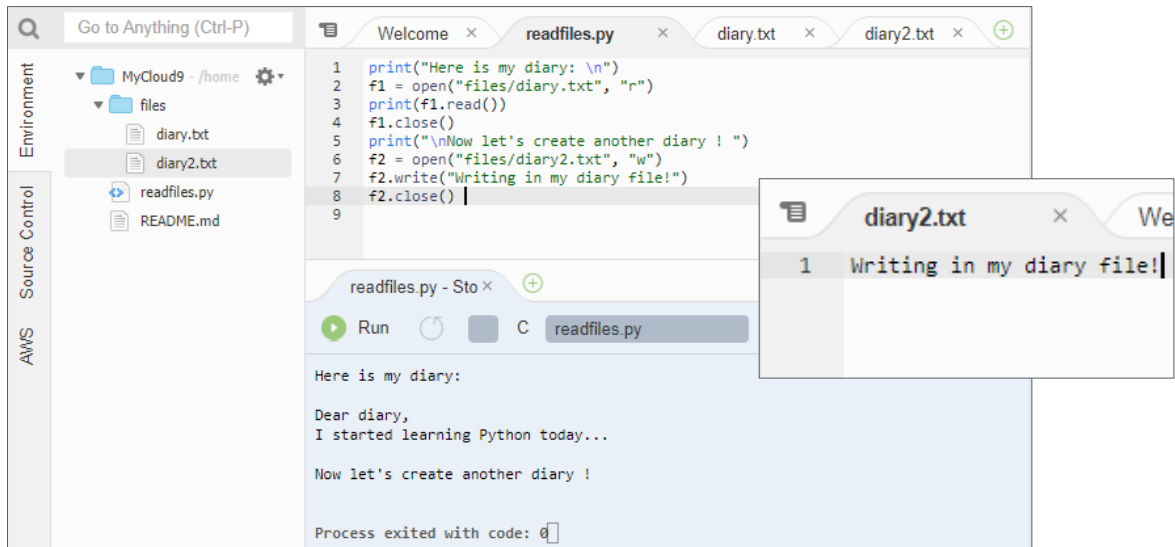 Go to Anything (Ctrl-P)
Environment
Source Control
AWS
MyCloud9 - /home
files
diary.txt
diary2.txt
readfiles.py
README.md
Welcome × readfiles.py × diary.txt × diary2.txt ×
1 print("Here is my diary: \n")
2 f1 = open("files/diary.txt", "r")
3 print(f1.read())
4 f1.close()
5 print("\nNow let's create another diary ! ")
6 f2 = open("files/diary2.txt", "w")
7 f2.write("Writing in my diary file!")
8 f2.close()
9
readfiles.py - Sto ×
Run C readfiles.py
Here is my diary:
Dear diary,
I started learning Python today...
Now let's create another diary !
Process exited with code: 0
diary2.txt × We
1 Writing in my diary file!